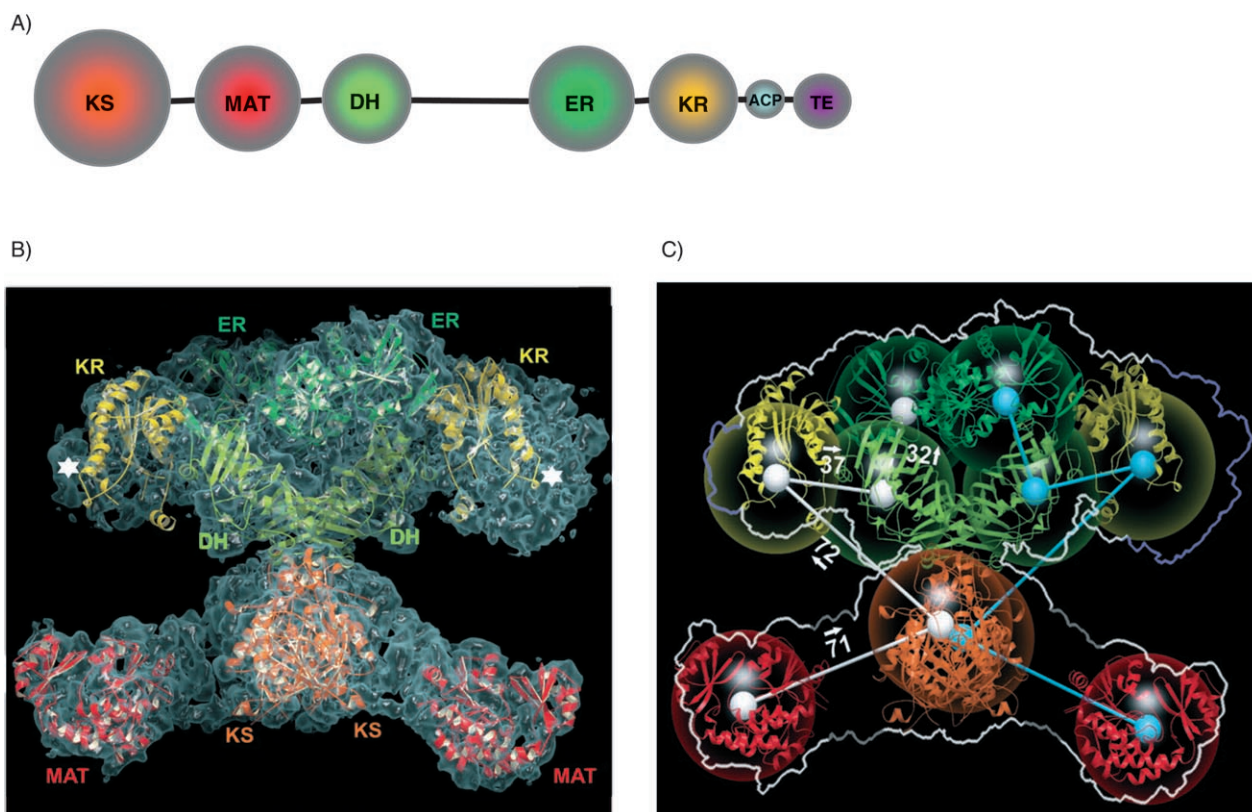 A)
KS MAT DH ER KR ACP TE
B)
ER
ER
KR
KR
DH
DH
KS
KS
MAT
MAT
C)
37
32↑
72
71